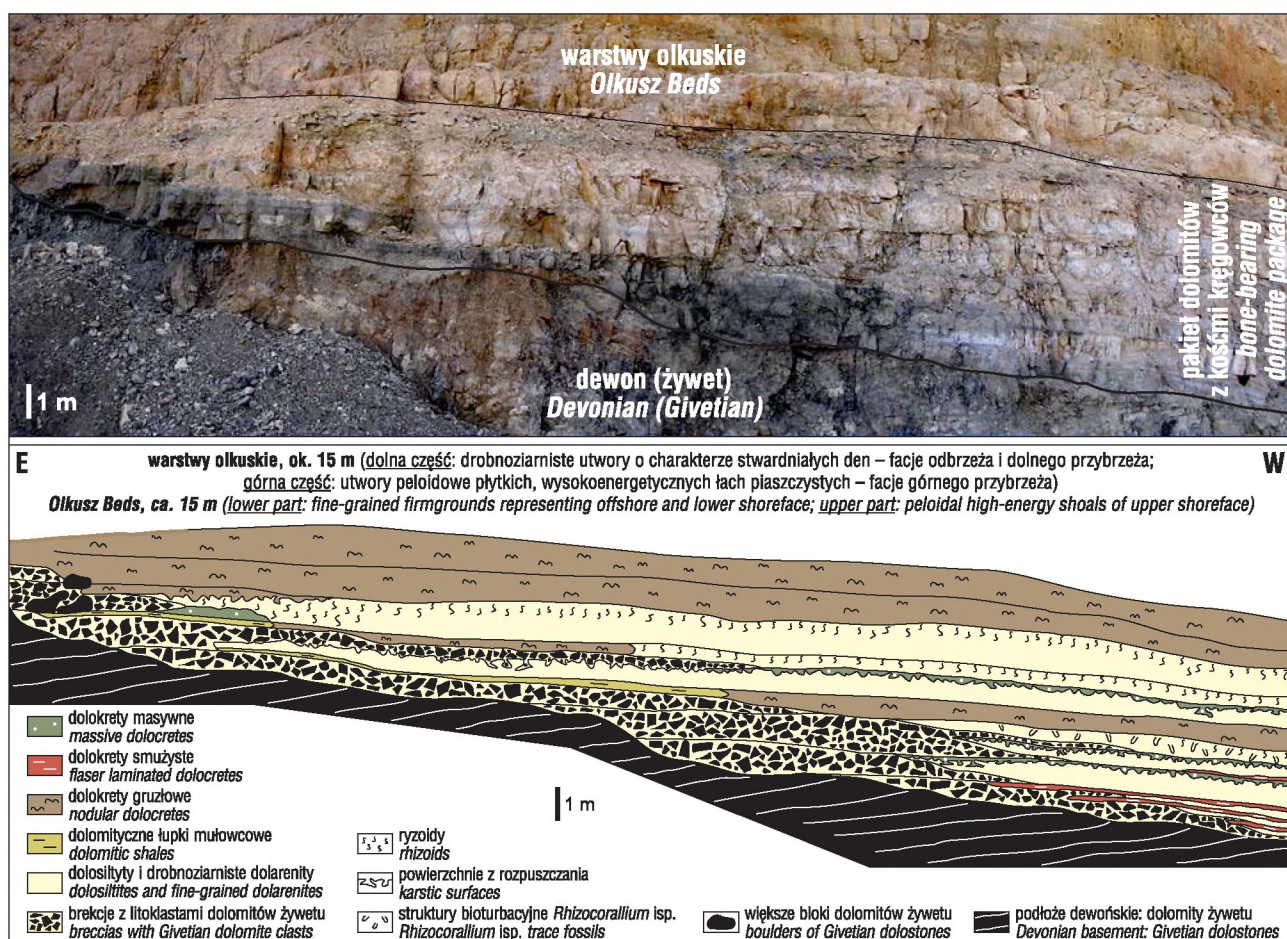 warstwy olkuskie
Olkusz Beds
pakiet dolomitów
z kośćmi kręgowców
bone-bearing
dolomite package
dewon (żywet)
Devonian (Givetian)
1 m
E
W
warstwy olkuskie, ok. 15 m (dolna część: drobnoziarniste utwory o charakterze stwardniałych den – facje odbrzeża i dolnego przybrzeża;
górna część: utwory peloidowe płytkich, wysokoenergetycznych łach piaszczystych – facje górnego przybrzeża)
Olkusz Beds, ca. 15 m (lower part: fine-grained firmgrounds representing offshore and lower shoreface; upper part: peloidal high-energy shoals of upper shoreface)
1 m
dolokrety masywne
massive dolocretes
dolokrety smużyste
flaser laminated dolocretes
dolokrety gruzłowe
nodular dolocretes
dolomityczne łupki mułowcowe
dolomitic shales
dolosiltyty i drobnoziarniste dolarenity
dolosiltites and fine-grained dolarenites
brekcje z litoklastami dolomitów żywetu
breccias with Givetian dolomite clasts
ryzoidy
rhizoids
powierzchnie z rozpuszczania
karstic surfaces
struktury bioturbacyjne Rhizocorallium isp.
Rhizocorallium isp. trace fossils
większe bloki dolomitów żywetu
boulders of Givetian dolostones
podłoże dewońskie: dolomity żywetu
Devonian basement: Givetian dolostones